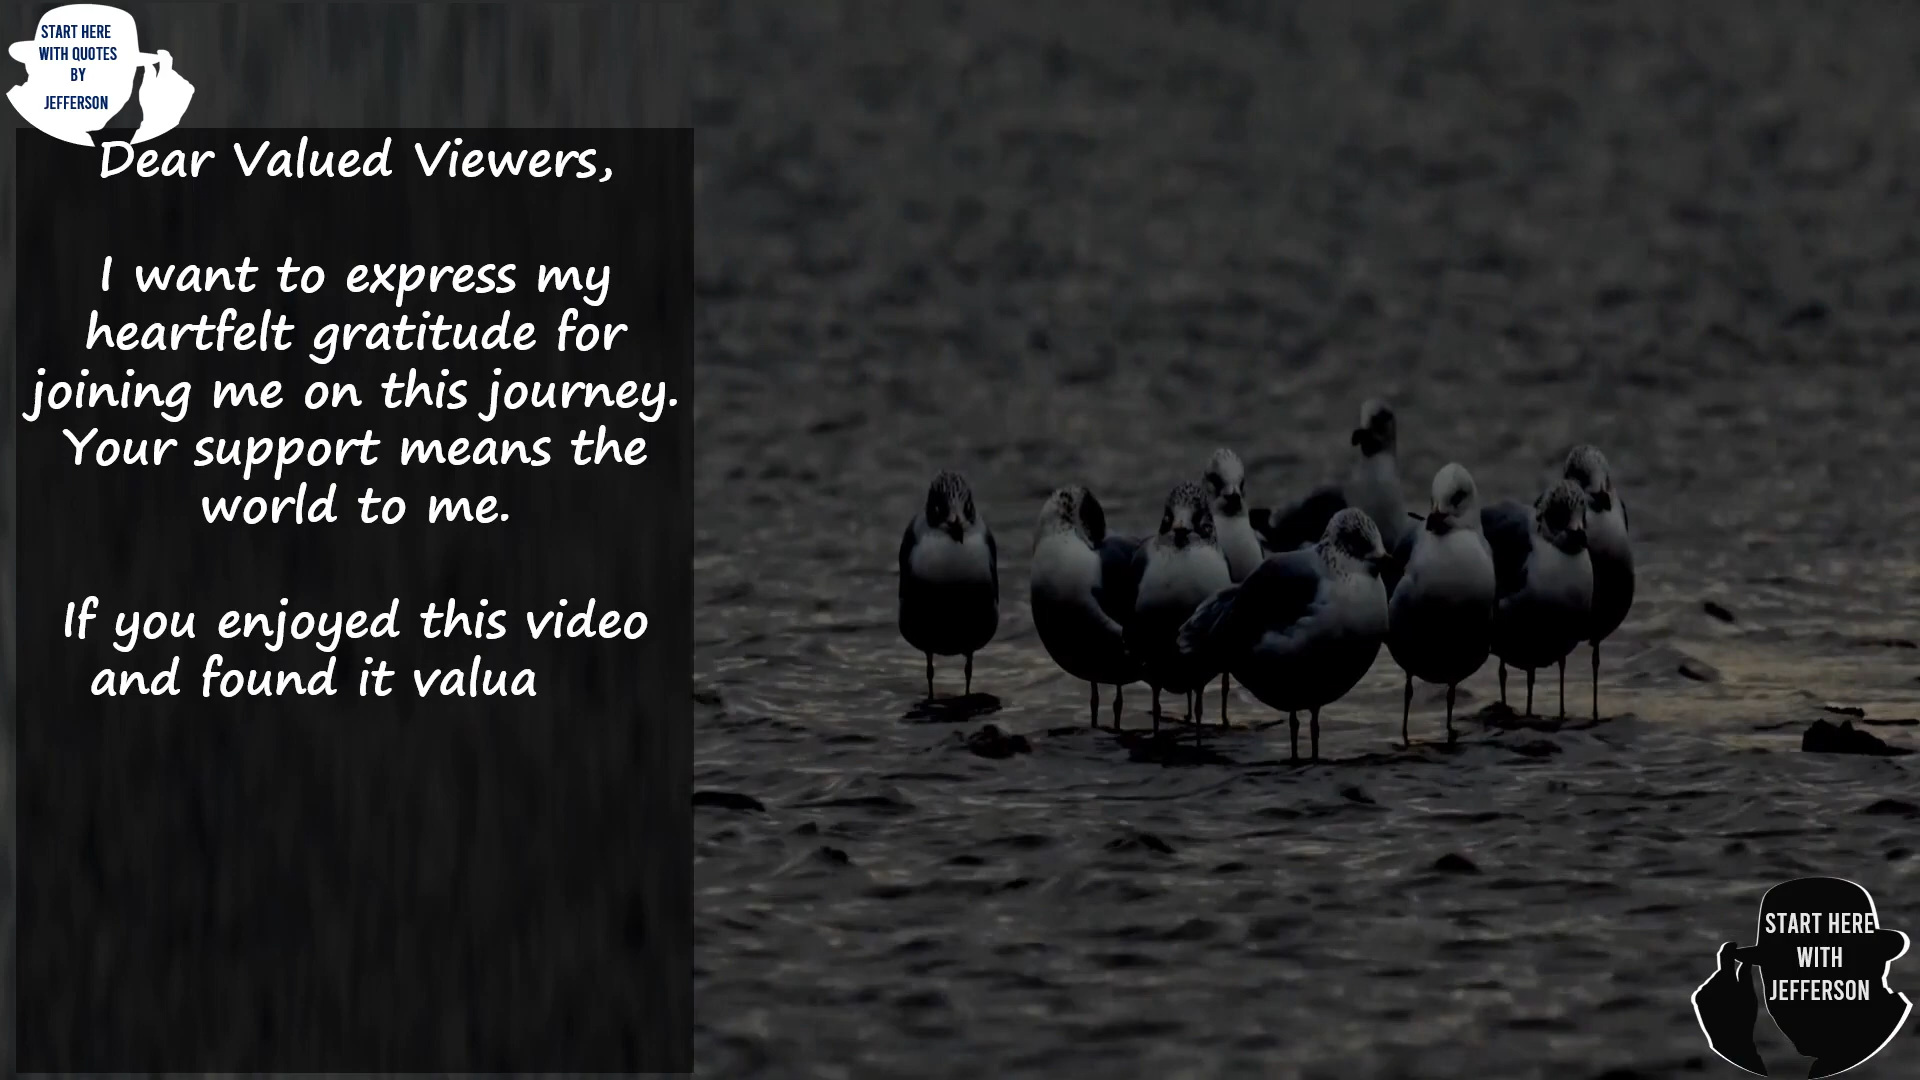 START HERE
WITH QUOTES
BY
JEFFERSON
Dear Valued Viewers,
I want to express my
heartfelt gratitude for
joining me on this journey.
Your support means the
world to me.
If you enjoyed this video
and found it valua
START HERE
WITH
JEFFERSON